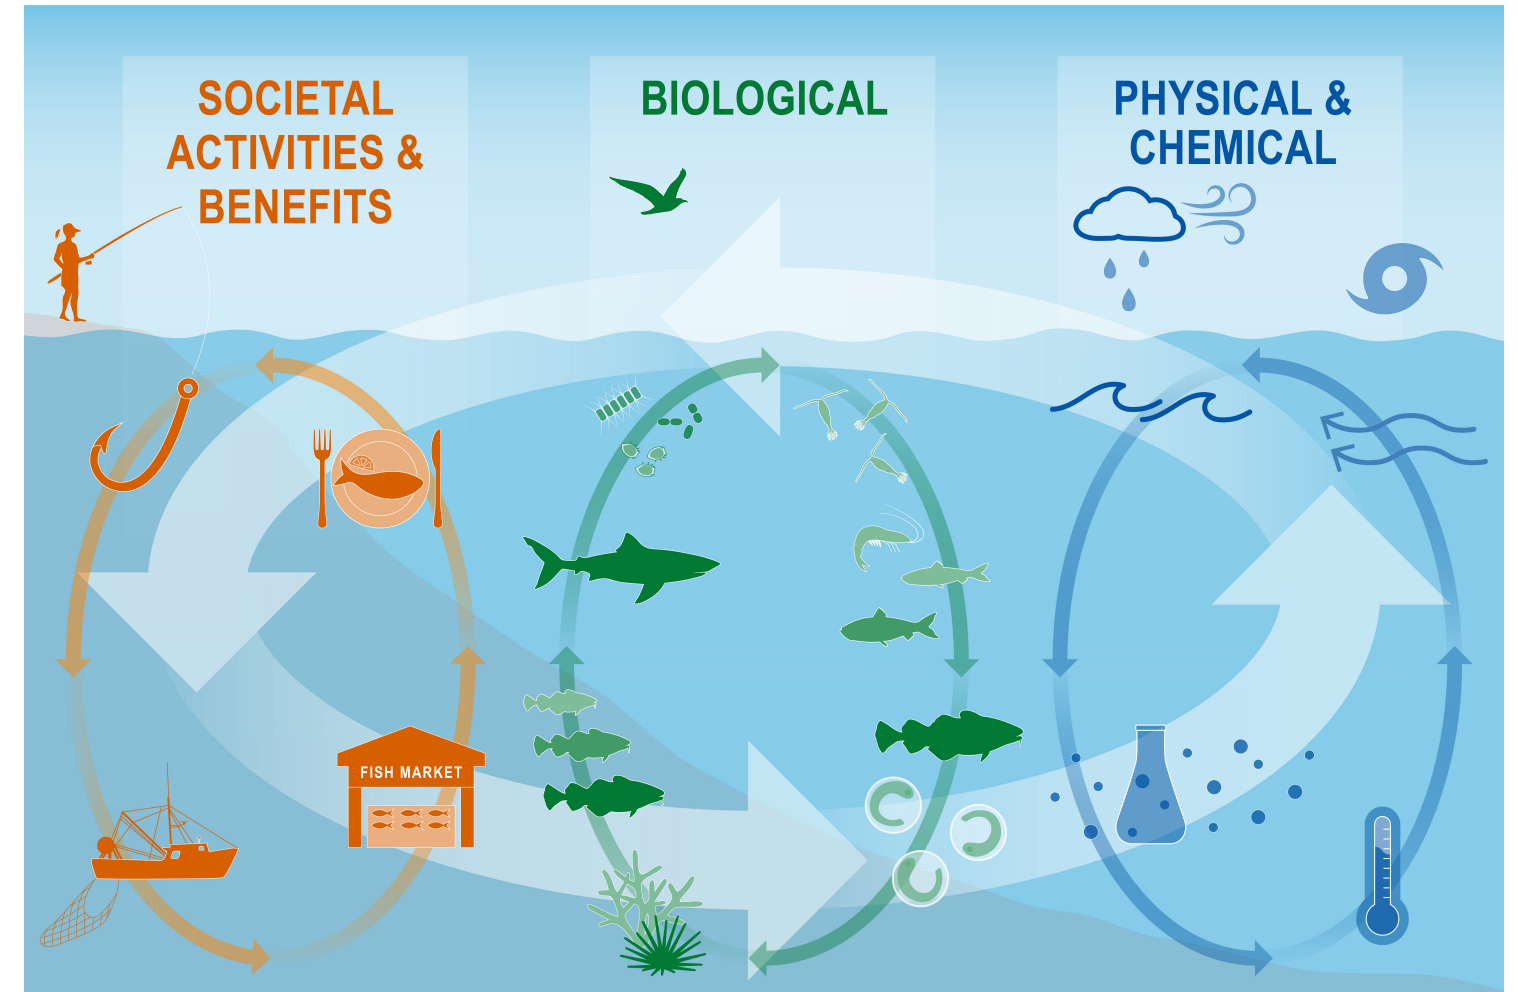 SOCIETAL
ACTIVITIES &
BENEFITS
BIOLOGICAL
PHYSICAL &
CHEMICAL
FISH MARKET